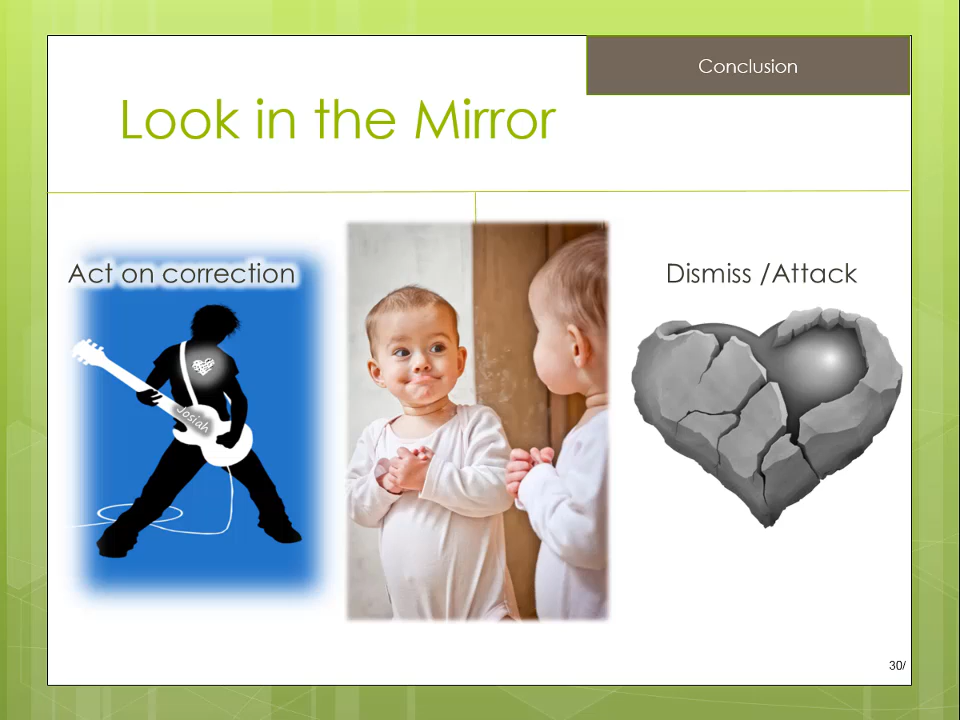 Conclusion
Look in the Mirror
Act on correction
Dismiss /Attack
Josiah
30/